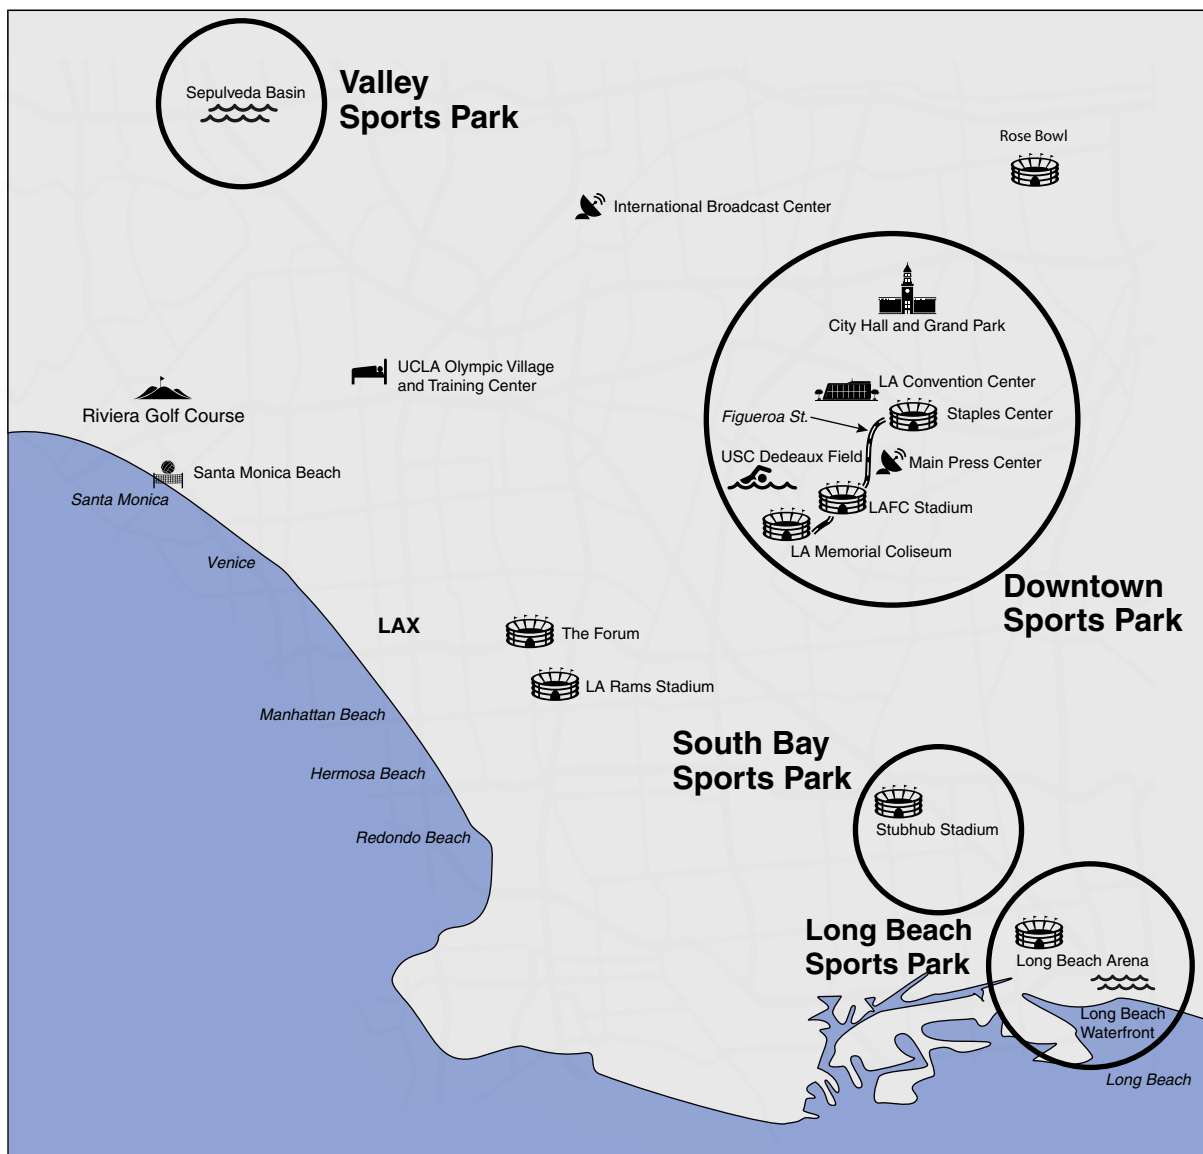 Sepulveda Basin
Valley
Sports Park
Rose Bowl
International Broadcast Center
City Hall and Grand Park
UCLA Olympic Village
and Training Center
LA Convention Center
Riviera Golf Course
Figueroa St.
Staples Center
USC Dedeaux Field
Main Press Center
Santa Monica Beach
Santa Monica
LAFC Stadium
LA Memorial Coliseum
Venice
Downtown
Sports Park
LAX
The Forum
LA Rams Stadium
Manhattan Beach
South Bay
Sports Park
Hermosa Beach
Stubhub Stadium
Redondo Beach
Long Beach
Sports Park
Long Beach Arena
Long Beach
Waterfront
Long Beach